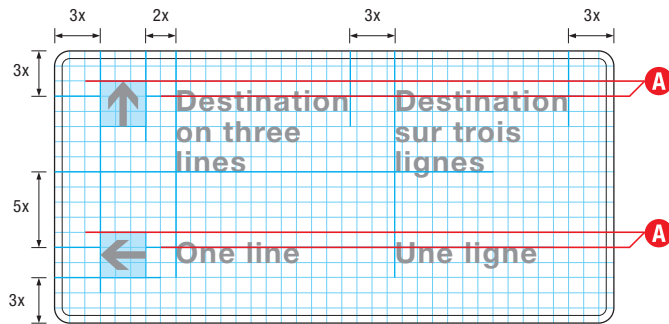 3x 2x 3x 3x
3x
A
Destination Destination
on three sur trois
lines lignes
5x
A
One line Une ligne
3x